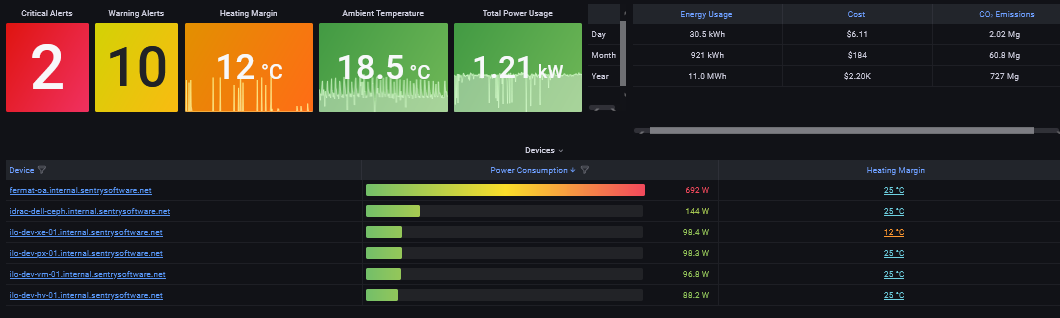 Critical Alerts
Warning Alerts
Heating Margin
Ambient Temperature
Total Power Usage
2
10
12 °C
18.5 °C
1.21 kW
Energy Usage Cost CO₂ Emissions
Day 30.5 kWh $6.11 2.02 Mg
Month 921 kWh $184 60.8 Mg
Year 11.0 MWh $2.20K 727 Mg
Devices
Device Power Consumption Heating Margin
fermat-oa.internal.sentrysoftware.net 692 W 25 °C
idrac-dell-ceph.internal.sentrysoftware.net 144 W 25 °C
ilo-dev-xe-01.internal.sentrysoftware.net 98.4 W 12 °C
ilo-dev-px-01.internal.sentrysoftware.net 98.3 W 25 °C
ilo-dev-vm-01.internal.sentrysoftware.net 96.8 W 25 °C
ilo-dev-hv-01.internal.sentrysoftware.net 88.2 W 25 °C